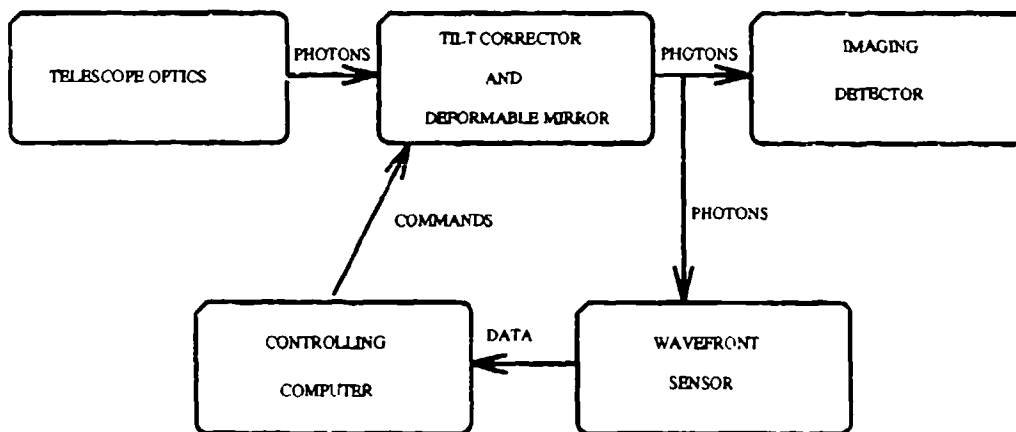 TELESCOPE OPTICS
PHOTONS
TILT CORRECTOR
AND
DEFORMABLE MIRROR
PHOTONS
IMAGING
DETECTOR
COMMANDS
PHOTONS
CONTROLLING
COMPUTER
DATA
WAVEFRONT
SENSOR